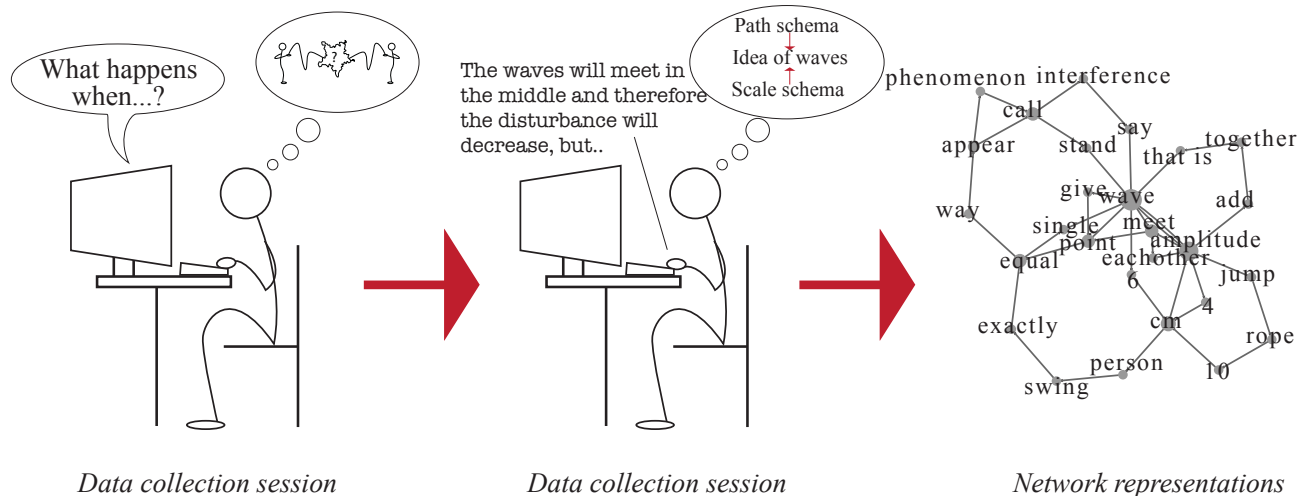 What happens
when...?
?
The waves will meet in
the middle and therefore
the disturbance will
decrease, but..
Path schema
Idea of waves
Scale schema
phenomenon
interference
call
say
appear
stand
that is
together
give
wave
add
way
single
meet
point
amplitude
equal
eachother
jump
6
4
exactly
cm
rope
person
10
swing
Data collection session
Data collection session
Network representations